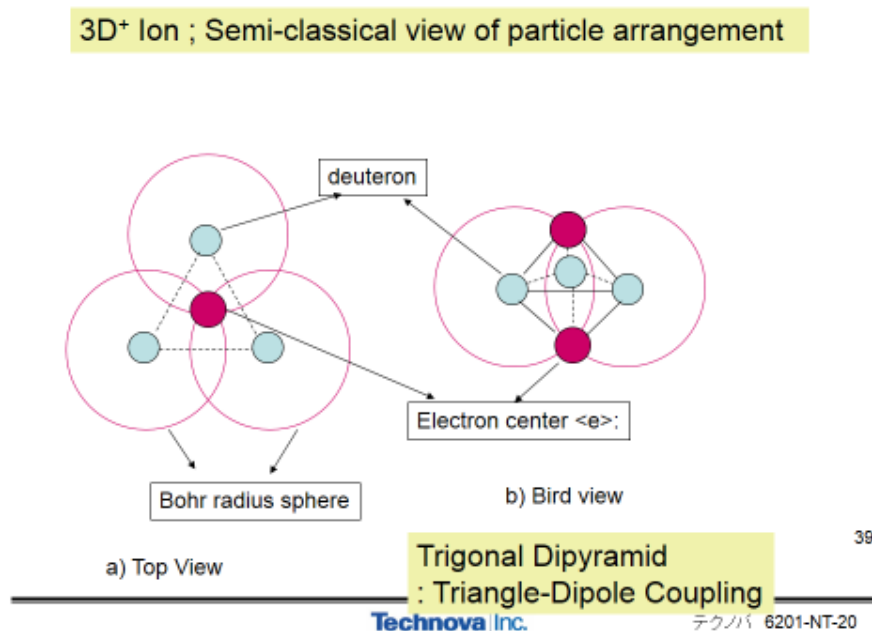 3D⁺ Ion ; Semi-classical view of particle arrangement
deuteron
Electron center <e>:
Bohr radius sphere
b) Bird view
a) Top View
39
Trigonal Dipyramid
: Triangle-Dipole Coupling
Technova Inc.
テクノバ 6201-NT-20